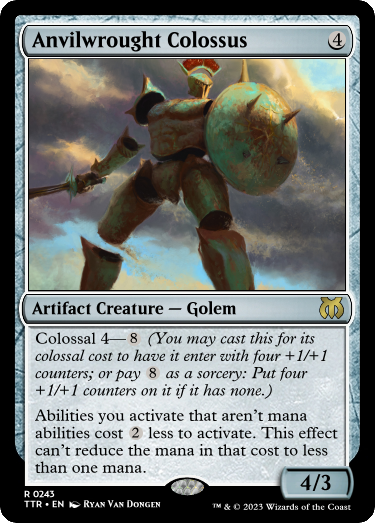 Anvilwrought Colossus 4
Artifact Creature — Golem
Colossal 4—8 (You may cast this for its
colossal cost to have it enter with four +1/+1
counters; or pay 8 as a sorcery: Put four
+1/+1 counters on it if it has none.)
Abilities you activate that aren't mana
abilities cost 2 less to activate. This effect
can't reduce the mana in that cost to less
than one mana.
4/3
R 0243
TTR • EN Ryan Van Dongen
™ & © 2023 Wizards of the Coast